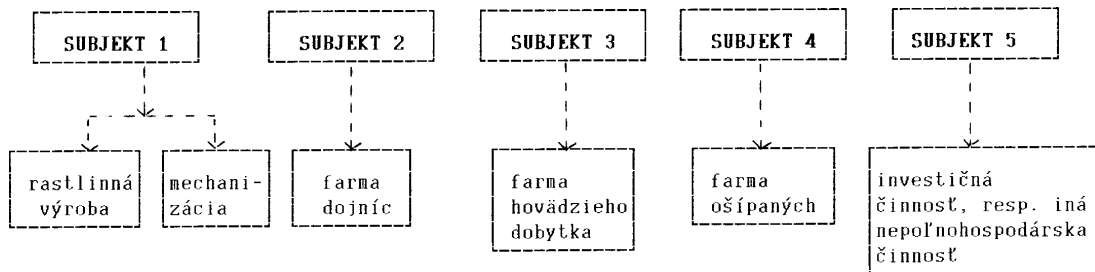 SUBJEKT 1
SUBJEKT 2
SUBJEKT 3
SUBJEKT 4
SUBJEKT 5
rastlinná
výroba
mechani-
zácia
farma
dojníc
farma
hovädzieho
dobytka
farma
ošípaných
investičná
činnosť, resp. iná
nepoľnohospodárska
činnosť